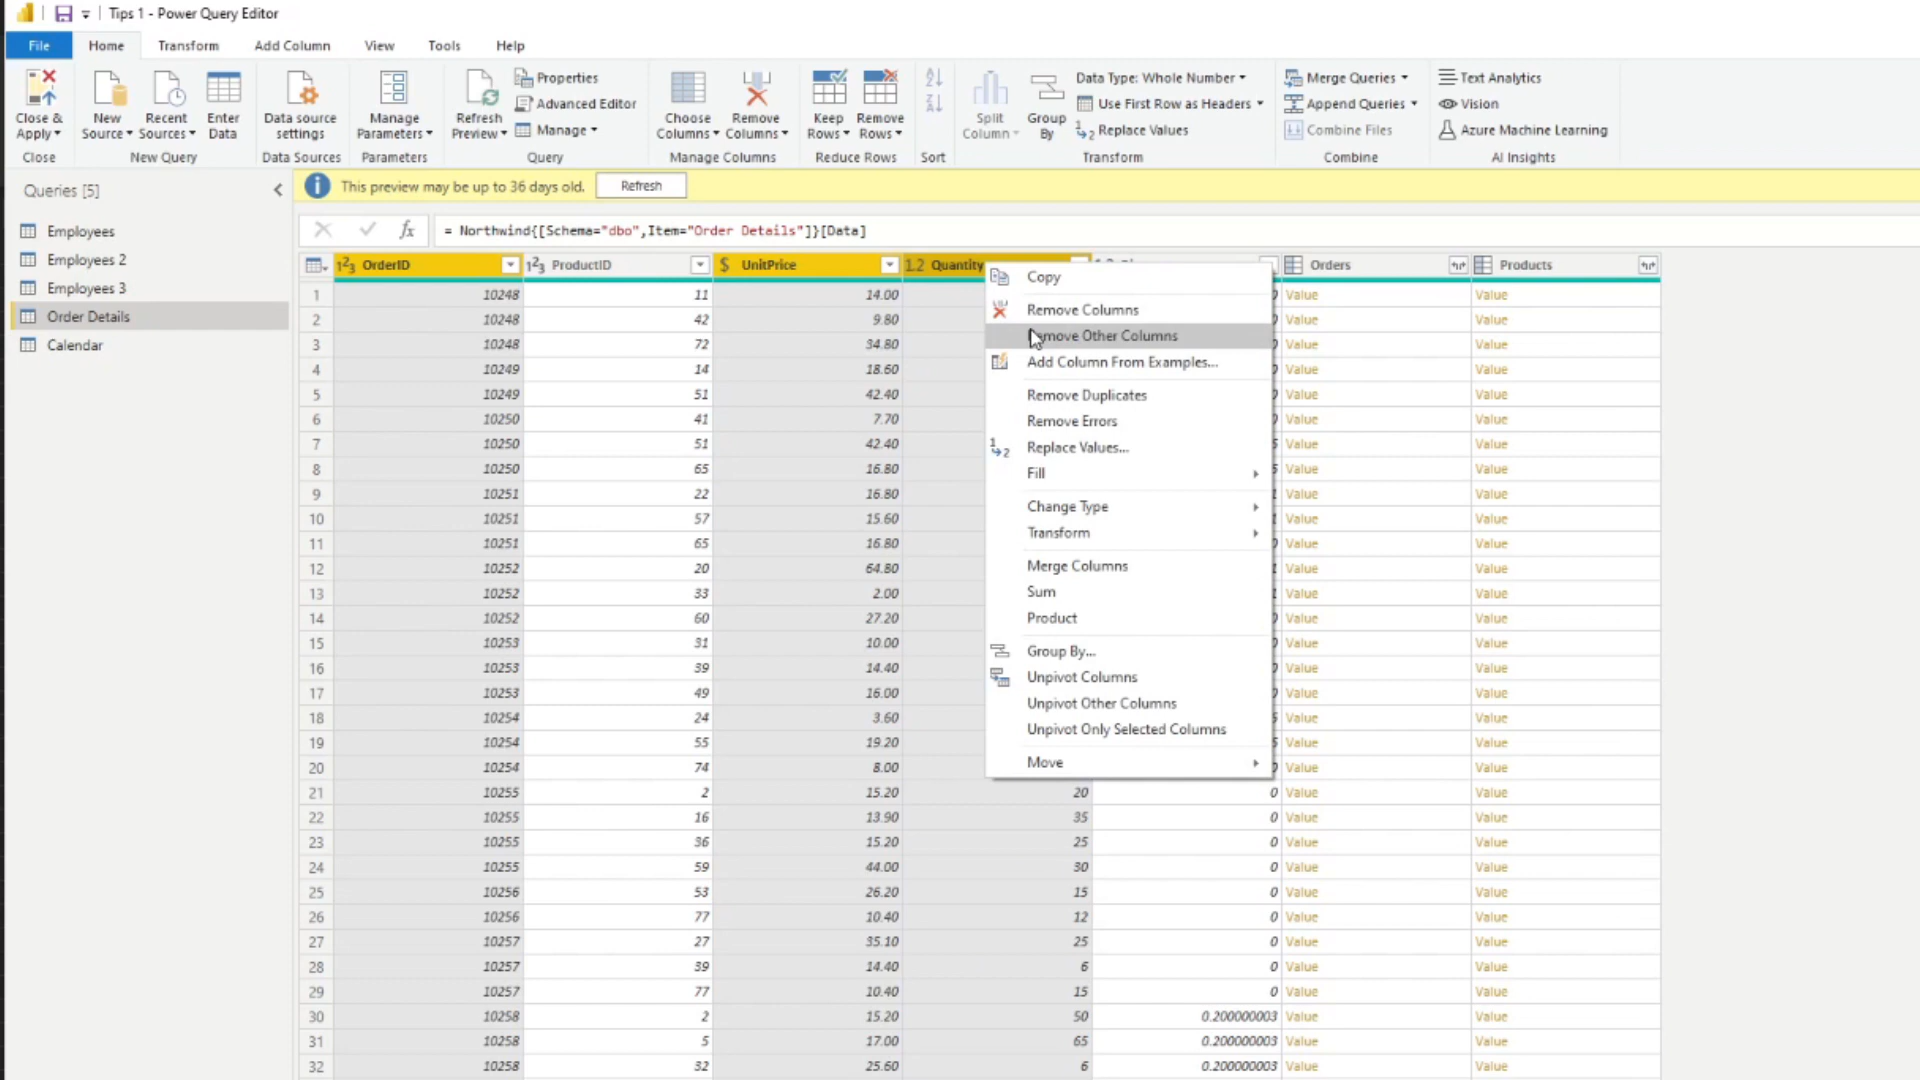 Tips 1 - Power Query Editor
File Home Transform Add Column View Tools Help
Close & Apply
New Source
Recent Sources
Enter Data
Data source settings
Manage Parameters
Refresh Preview
Properties
Advanced Editor
Manage
Choose Columns
Remove Columns
Keep Rows
Remove Rows
Split Column
Group By
Data Type: Whole Number
Use First Row as Headers
Replace Values
Merge Queries
Append Queries
Combine Files
Text Analytics
Vision
Azure Machine Learning
Close New Query Data Sources Parameters Query Manage Columns Reduce Rows Sort Transform Combine AI Insights
Queries [5]
This preview may be up to 36 days old. Refresh
Employees
Employees 2
Employees 3
Order Details
Calendar
= Northwind{[Schema="dbo",Item="Order Details"]}[Data]
OrderID ProductID UnitPrice Quantity Orders Products
1 10248 11 14.00 Value Value
2 10248 42 9.80 Value Value
3 10248 72 34.80 Value Value
4 10249 14 18.60 Value Value
5 10249 51 42.40 Value Value
6 10250 41 7.70 Value Value
7 10250 51 42.40 Value Value
8 10250 65 16.80 Value Value
9 10251 22 16.80 Value Value
10 10251 57 15.60 Value Value
11 10251 65 16.80 Value Value
12 10252 20 64.80 Value Value
13 10252 33 2.00 Value Value
14 10252 60 27.20 Value Value
15 10253 31 10.00 Value Value
16 10253 39 14.40 Value Value
17 10253 49 16.00 Value Value
18 10254 24 3.60 Value Value
19 10254 55 19.20 Value Value
20 10254 74 8.00 Value Value
21 10255 2 15.20 20 0 Value Value
22 10255 16 13.90 35 0 Value Value
23 10255 36 15.20 25 0 Value Value
24 10255 59 44.00 30 0 Value Value
25 10256 53 26.20 15 0 Value Value
26 10256 77 10.40 12 0 Value Value
27 10257 27 35.10 25 0 Value Value
28 10257 39 14.40 6 0 Value Value
29 10257 77 10.40 15 0 Value Value
30 10258 2 15.20 50 0.200000003 Value Value
31 10258 5 17.00 65 0.200000003 Value Value
32 10258 32 25.60 6 0.200000003 Value Value
Copy
Remove Columns
Remove Other Columns
Add Column From Examples...
Remove Duplicates
Remove Errors
Replace Values...
Fill
Change Type
Transform
Merge Columns
Sum
Product
Group By...
Unpivot Columns
Unpivot Other Columns
Unpivot Only Selected Columns
Move